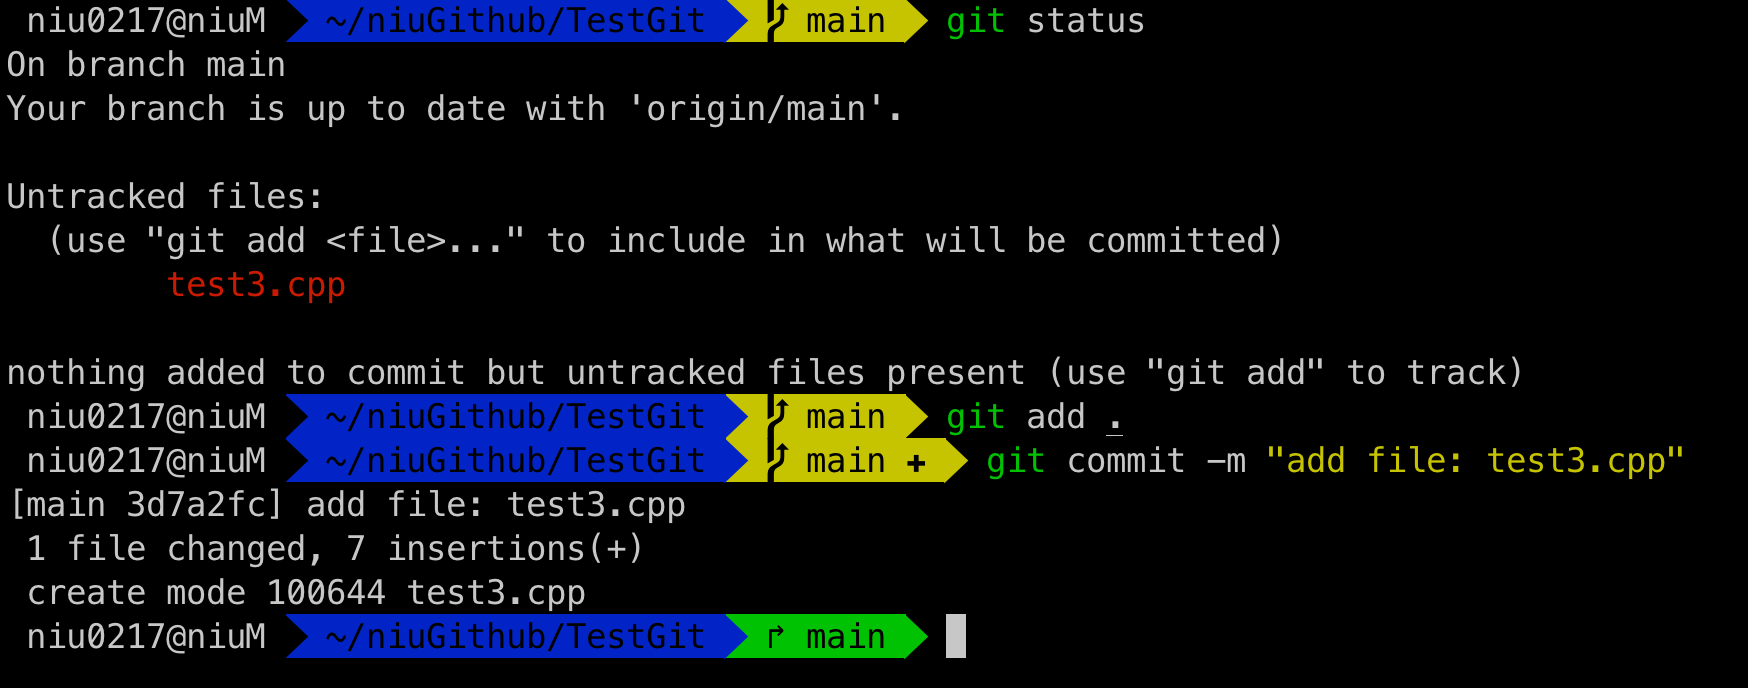 niu0217@niuM ~/niuGithub/TestGit main git status
On branch main
Your branch is up to date with 'origin/main'.
Untracked files:
(use "git add <file>..." to include in what will be committed)
test3.cpp
nothing added to commit but untracked files present (use "git add" to track)
niu0217@niuM ~/niuGithub/TestGit main git add .
niu0217@niuM ~/niuGithub/TestGit main ✚ git commit -m "add file: test3.cpp"
[main 3d7a2fc] add file: test3.cpp
1 file changed, 7 insertions(+)
create mode 100644 test3.cpp
niu0217@niuM ~/niuGithub/TestGit ↱ main